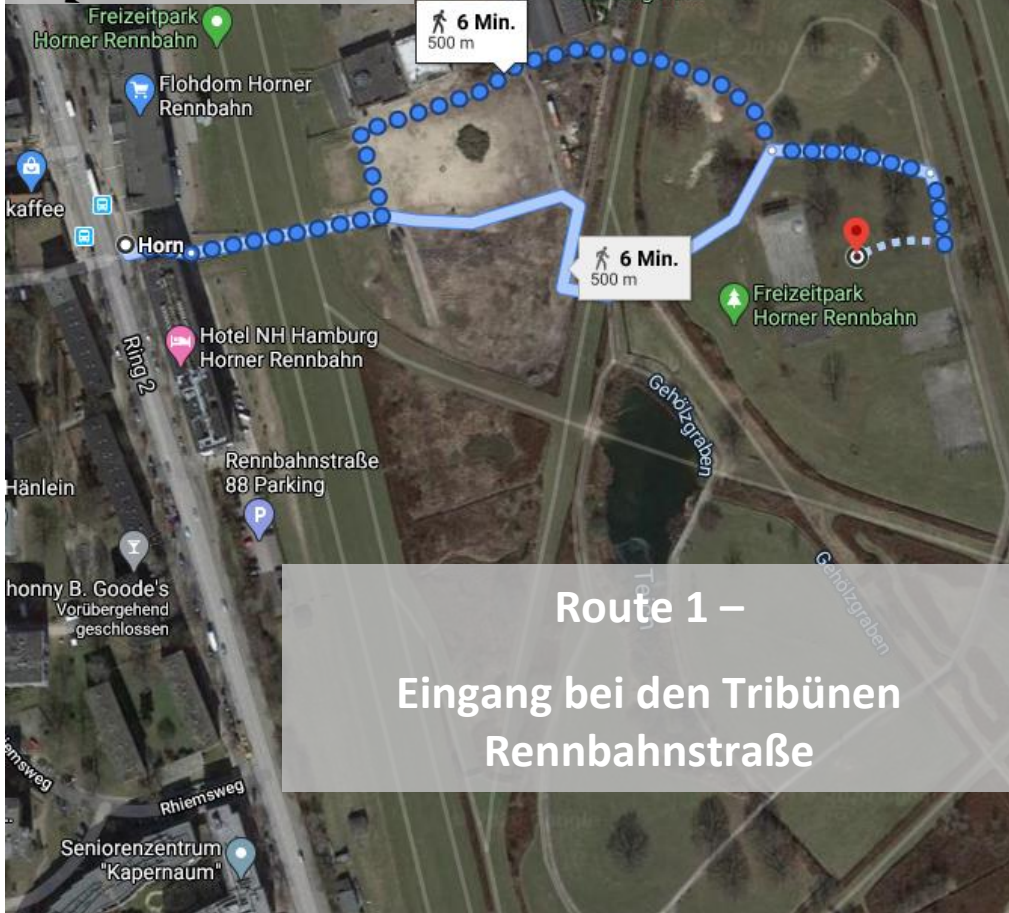 Freizeitpark
Horner Rennbahn
6 Min.
500 m
Flohdom Horner
Rennbahn
kaffee
Horn
6 Min.
500 m
Freizeitpark
Horner Rennbahn
Hotel NH Hamburg
Horner Rennbahn
Ring 2
Gehölzgraben
Rennbahnstraße
88 Parking
P
Hänlein
Gehölzgraben
honny B. Goode's
Vorübergehend
geschlossen
Route 1 –
Eingang bei den Tribünen
Rennbahnstraße
Rhiemsweg
Seniorenzentrum
"Kapernaum"